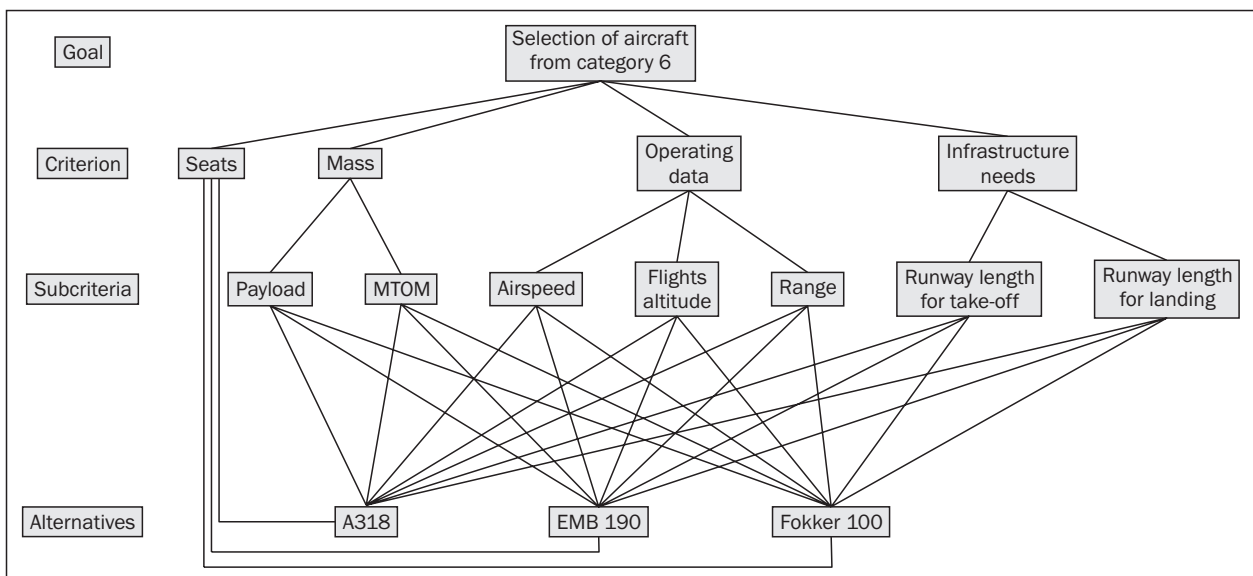 Goal
Selection of aircraft
from category 6
Criterion
Seats
Mass
Operating
data
Infrastructure
needs
Subcriteria
Payload
MTOM
Airspeed
Flights
altitude
Range
Runway length
for take-off
Runway length
for landing
Alternatives
A318
EMB 190
Fokker 100